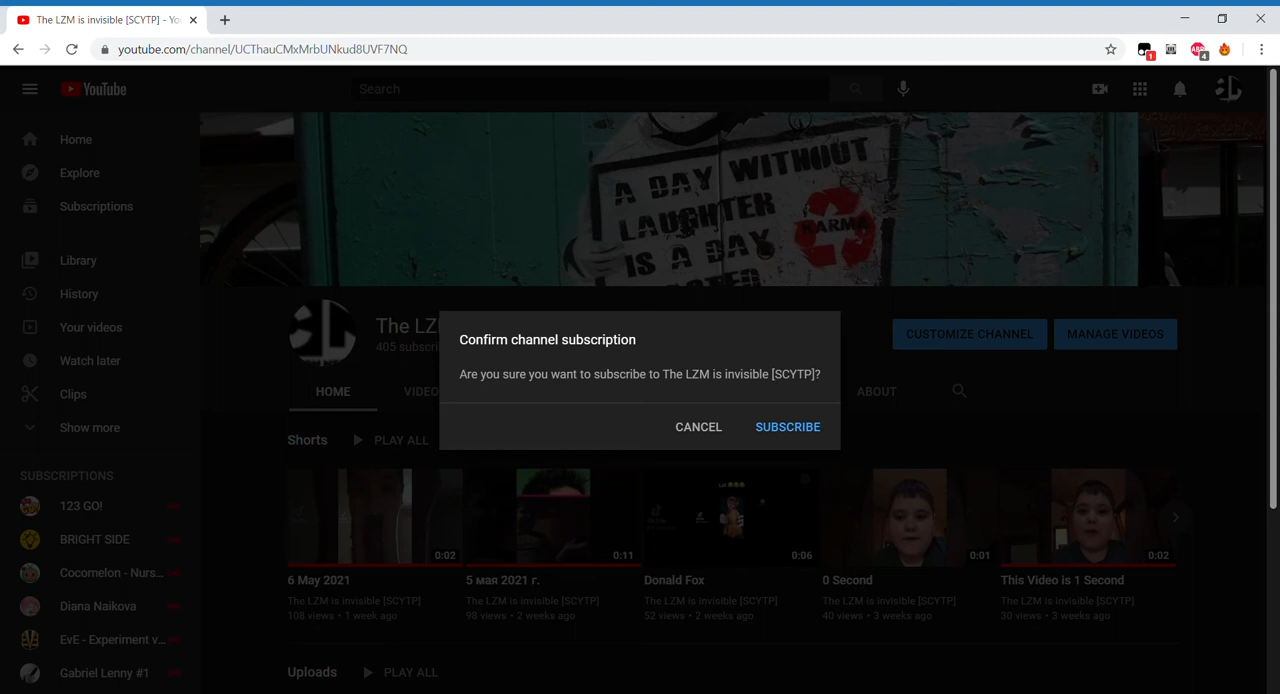 The LZM is invisible [SCYTP] - Yo
youtube.com/channel/UCThauCMxMrbUNkud8UVF7NQ
1
ABP
4
YouTube
Search
Home
Explore
Subscriptions
Library
History
Your videos
Watch later
Clips
Show more
SUBSCRIPTIONS
123 GO!
BRIGHT SIDE
Cocomelon - Nurs...
Diana Naikova
EvE - Experiment v...
Gabriel Lenny #1
A DAY WITHOUT
LAUGHTER
IS A DAY
KARMA
The LZ
405 subscri
CUSTOMIZE CHANNEL
MANAGE VIDEOS
HOME
VIDEO
ABOUT
Confirm channel subscription
Are you sure you want to subscribe to The LZM is invisible [SCYTP]?
CANCEL
SUBSCRIBE
Shorts
PLAY ALL
0:02
0:11
0:06
0:01
0:02
6 May 2021
The LZM is invisible [SCYTP]
108 views • 1 week ago
5 мая 2021 г.
The LZM is invisible [SCYTP]
98 views • 2 weeks ago
Donald Fox
The LZM is invisible [SCYTP]
52 views • 2 weeks ago
0 Second
The LZM is invisible [SCYTP]
40 views • 3 weeks ago
This Video is 1 Second
The LZM is invisible [SCYTP]
30 views • 3 weeks ago
Uploads
PLAY ALL